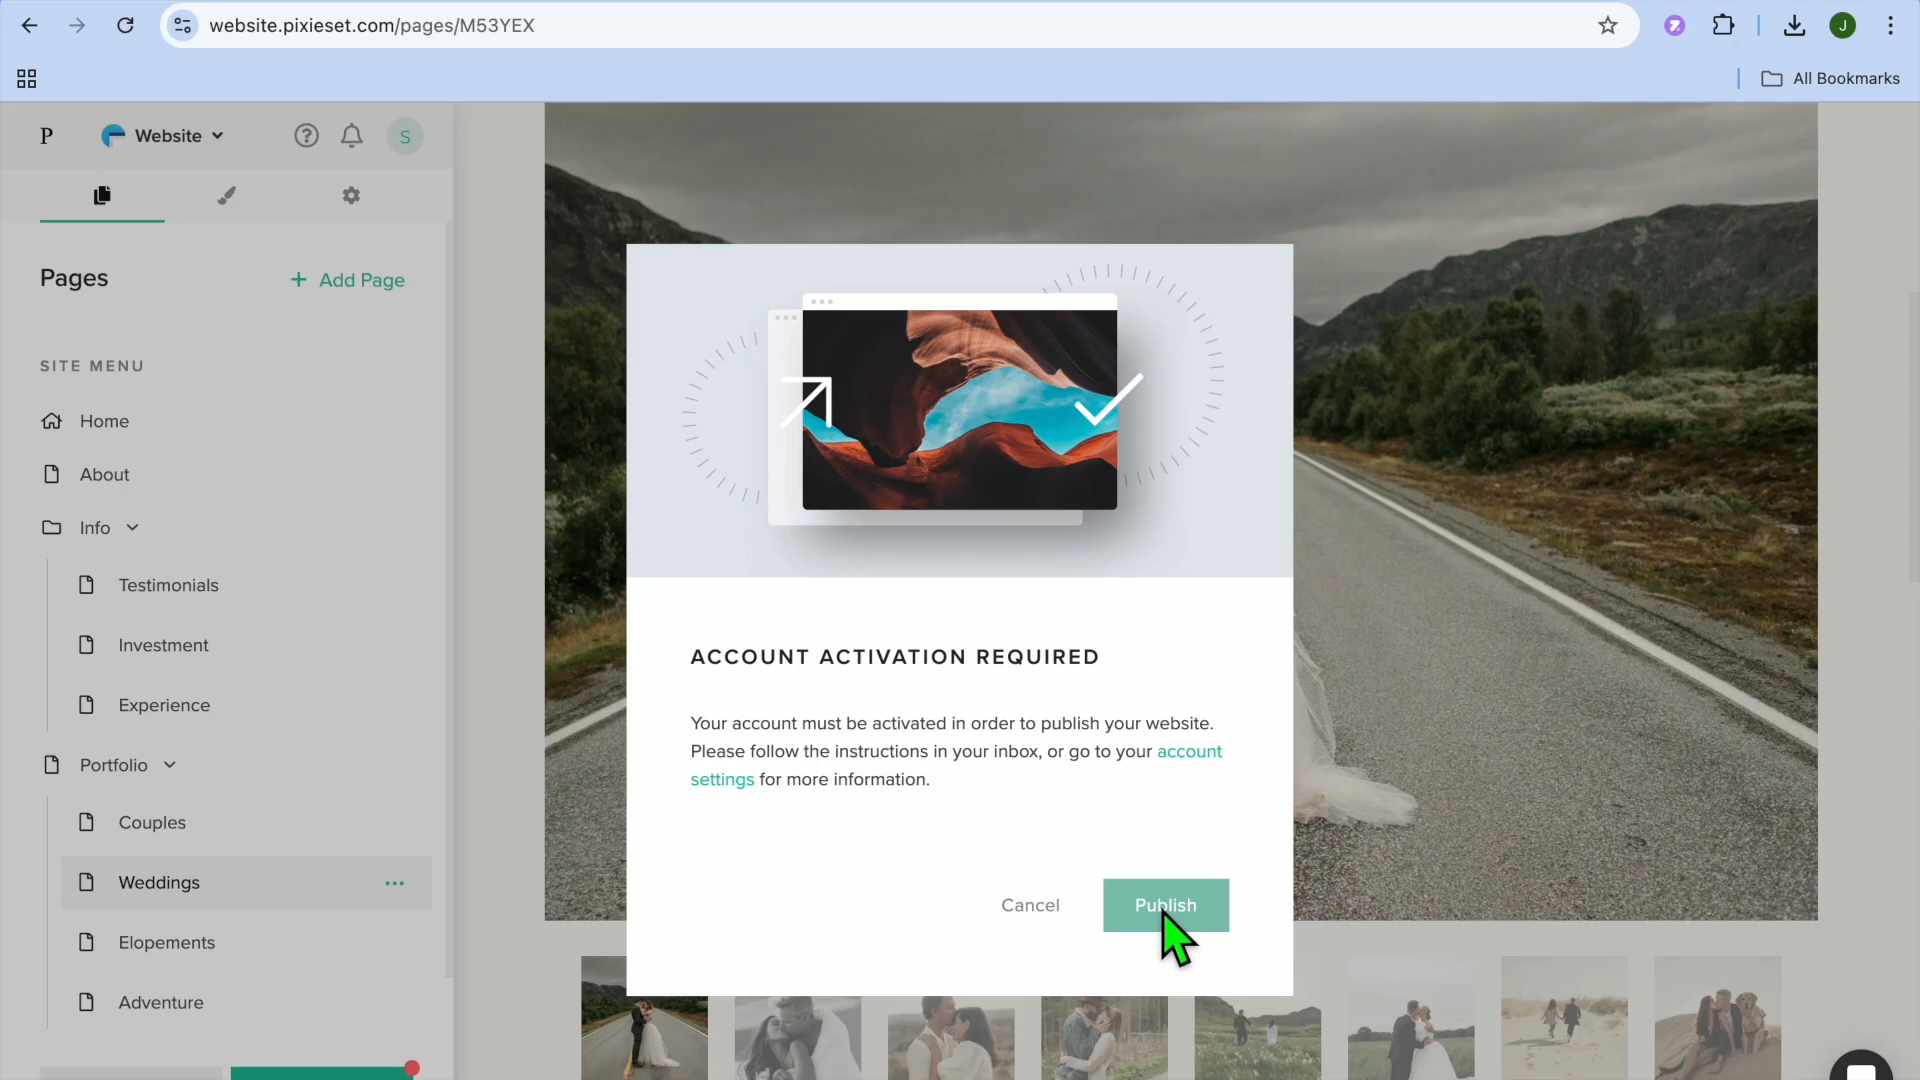 website.pixieset.com/pages/M53YEX
J
All Bookmarks
P
Website
S
Pages
+ Add Page
SITE MENU
Home
About
Info
Testimonials
Investment
Experience
Portfolio
Couples
Weddings
Elopements
Adventure
ACCOUNT ACTIVATION REQUIRED
Your account must be activated in order to publish your website.
Please follow the instructions in your inbox, or go to your account
settings for more information.
Cancel
Publish